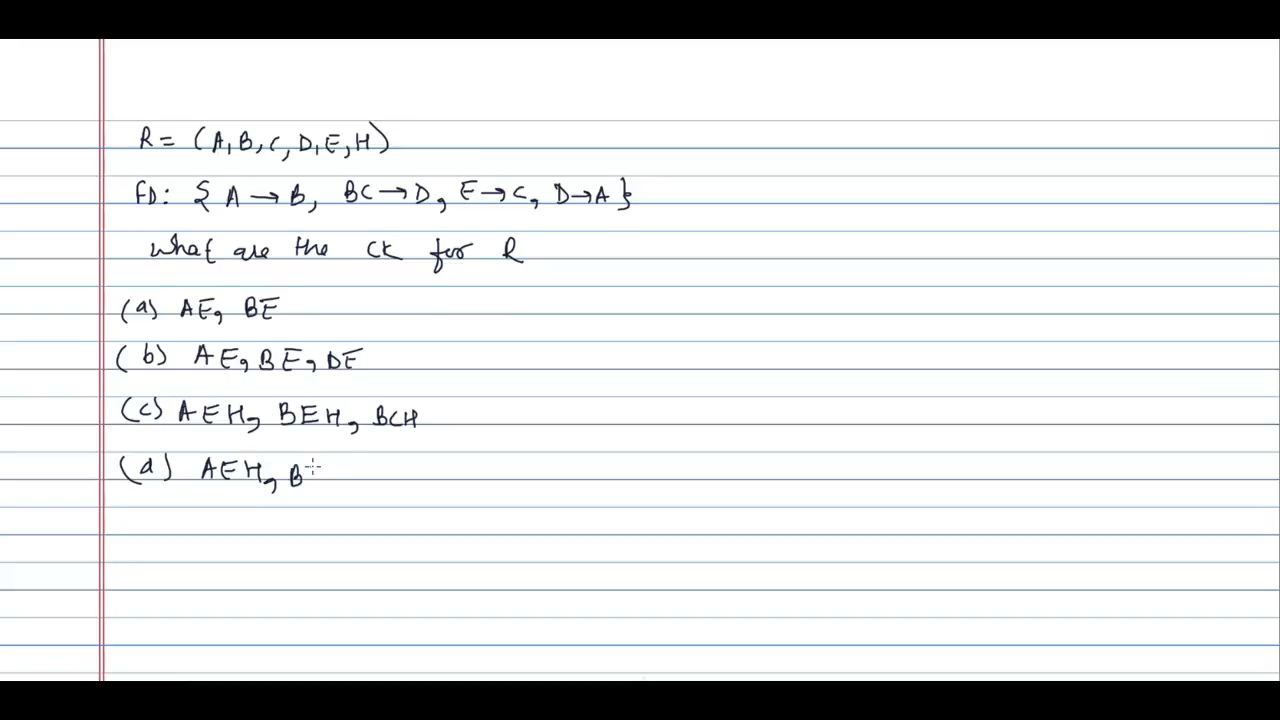 R = (A, B, C, D, E, H)
FD: { A → B, BC → D, E → C, D → A }
What are the CK for R
(a) AE, BE
(b) AE, BE, DE
(c) AEH, BEH, BCH
(d) AEH, B